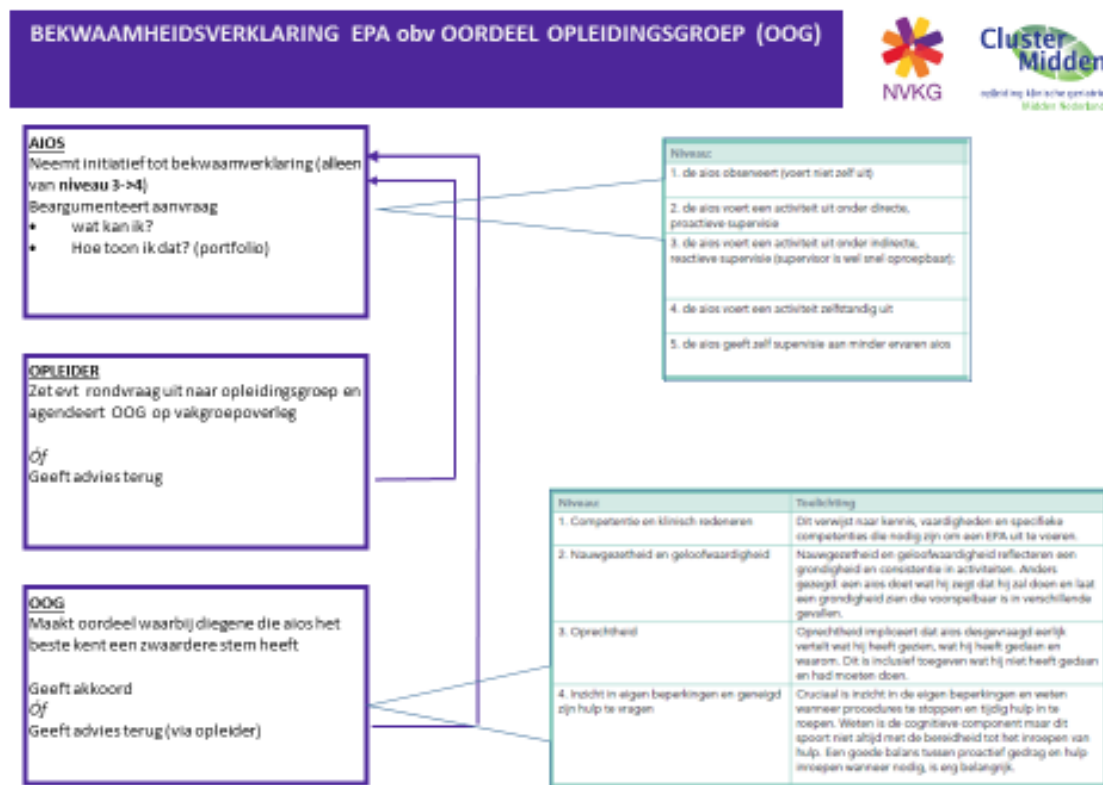 BEKWAAMHEIDSVERKLARING EPA obv OORDEEL OPLEIDINGSGROEP (OOG)
NVKG
Cluster
Midden
opleiding klinische geriatrie
Midden Nederland
AIOS
Neemt initiatief tot bekwaamverklaring (alleen
van niveau 3->4)
Beargumenteert aanvraag
• wat kan ik?
• Hoe toon ik dat? (portfolio)
Niveau:
1. de aios observeert (voert niet zelf uit)
2. de aios voert een activiteit uit onder directe,
proactieve supervisie
3. de aios voert een activiteit uit onder indirecte,
reactieve supervisie (supervisor is wel snel oproepbaar);
4. de aios voert een activiteit zelfstandig uit
5. de aios geeft zelf supervisie aan minder ervaren aios
OPLEIDER
Zet evt rondvraag uit naar opleidingsgroep en
agendeert OOG op vakgroepoverleg
Óf
Geeft advies terug
OOG
Maakt oordeel waarbij diegene die aios het
beste kent een zwaardere stem heeft
Geeft akkoord
Óf
Geeft advies terug (via opleider)
Niveau: Toelichting
1. Competentie en klinisch redeneren
Dit verwijst naar kennis, vaardigheden en specifieke
competenties die nodig zijn om een EPA uit te voeren.
2. Nauwgezetheid en geloofwaardigheid
Nauwgezetheid en geloofwaardigheid reflecteren een
grondigheid en consistentie in activiteiten. Anders
gezegd: een aios doet wat hij zegt dat hij zal doen en laat
een grondigheid zien die voorspelbaar is in verschillende
gevallen.
3. Oprechtheid
Oprechtheid impliceert dat aios desgevraagd eerlijk
vertelt wat hij heeft gezien, wat hij heeft gedaan en
waarom. Dit is inclusief toegeven wat hij niet heeft gedaan
en had moeten doen.
4. Inzicht in eigen beperkingen en geneigd
zijn hulp te vragen
Cruciaal is inzicht in de eigen beperkingen en weten
wanneer procedures te stoppen en tijdig hulp in te
roepen. Weten is de cognitieve component maar dit
spoort niet altijd met de bereidheid tot het inroepen van
hulp. Een goede balans tussen proactief gedrag en hulp
inroepen wanneer nodig, is erg belangrijk.